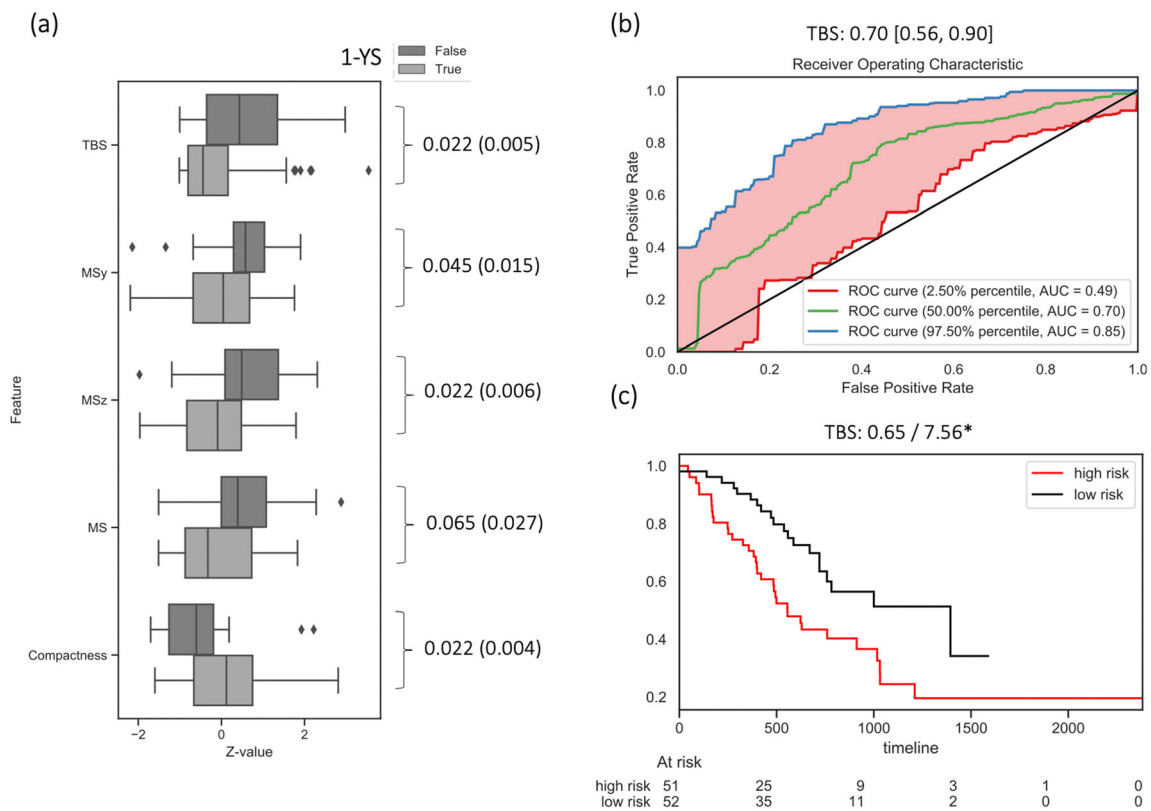 (a)
1-YS
False
True
TBS
MSy
MSz
MS
Compactness
Feature
0.022 (0.005)
0.045 (0.015)
0.022 (0.006)
0.065 (0.027)
0.022 (0.004)
−2
0
2
Z-value
(b)
TBS: 0.70 [0.56, 0.90]
Receiver Operating Characteristic
1.0
0.8
0.6
0.4
0.2
0.0
True Positive Rate
ROC curve (2.50% percentile, AUC = 0.49)
ROC curve (50.00% percentile, AUC = 0.70)
ROC curve (97.50% percentile, AUC = 0.85)
0.0 0.2 0.4 0.6 0.8 1.0
False Positive Rate
(c)
TBS: 0.65 / 7.56*
high risk
low risk
1.0
0.8
0.6
0.4
0.2
0 500 1000 1500 2000
timeline
At risk
high risk 51 25 9 3 1 0
low risk 52 35 11 2 0 0